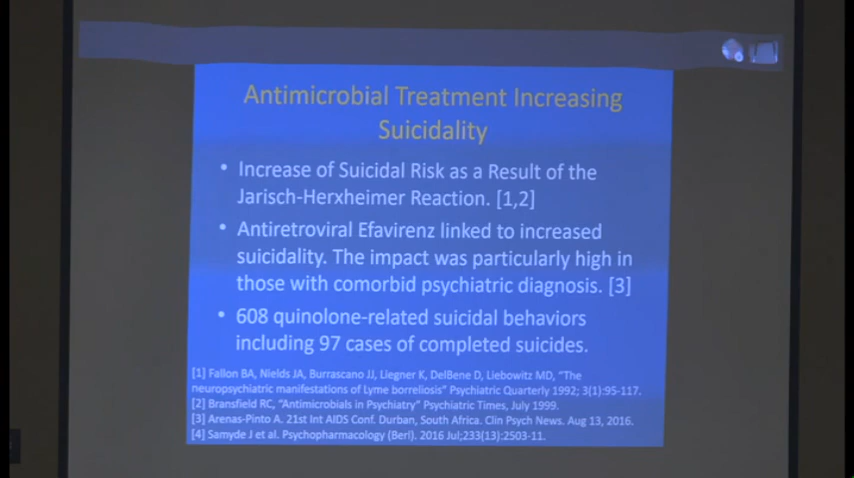 Antimicrobial Treatment Increasing
Suicidality
• Increase of Suicidal Risk as a Result of the
Jarisch-Herxheimer Reaction. [1,2]
• Antiretroviral Efavirenz linked to increased
suicidality. The impact was particularly high in
those with comorbid psychiatric diagnosis. [3]
• 608 quinolone-related suicidal behaviors
including 97 cases of completed suicides.
[1] Fallon BA, Nields JA, Burrascano JJ, Liegner K, DelBene D, Liebowitz MD, "The
neuropsychiatric manifestations of Lyme borreliosis" Psychiatric Quarterly 1992; 3(1):95-117.
[2] Bransfield RC, "Antimicrobials in Psychiatry" Psychiatric Times, July 1999.
[3] Arenas-Pinto A. 21st Int AIDS Conf. Durban, South Africa. Clin Psych News. Aug 13, 2016.
[4] Samyde J et al. Psychopharmacology (Berl). 2016 Jul;233(13):2503-11.